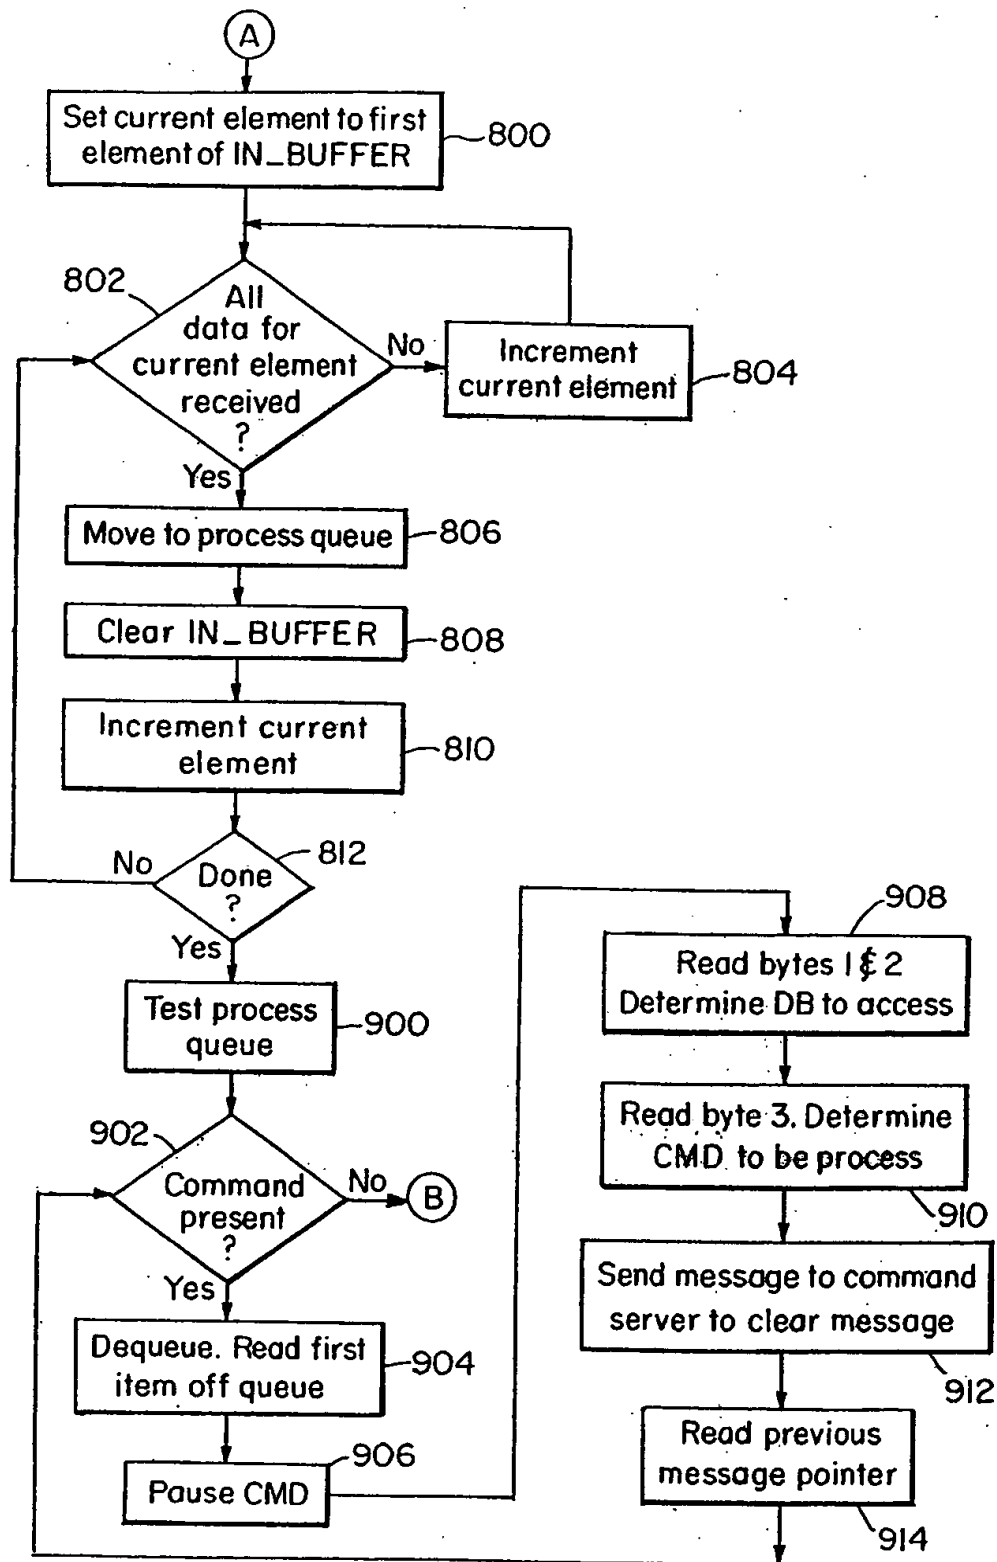 A
Set current element to first
element of IN_BUFFER
800
802
All
data for
current element
received
?
No
Increment
current element
804
Yes
Move to process queue
806
Clear IN_BUFFER
808
Increment current
element
810
812
No
Done
?
Yes
Test process
queue
900
902
Command
present
?
No
B
Yes
Dequeue. Read first
item off queue
904
906
Pause CMD
908
Read bytes 1 & 2
Determine DB to access
Read byte 3. Determine
CMD to be process
910
Send message to command
server to clear message
912
Read previous
message pointer
914